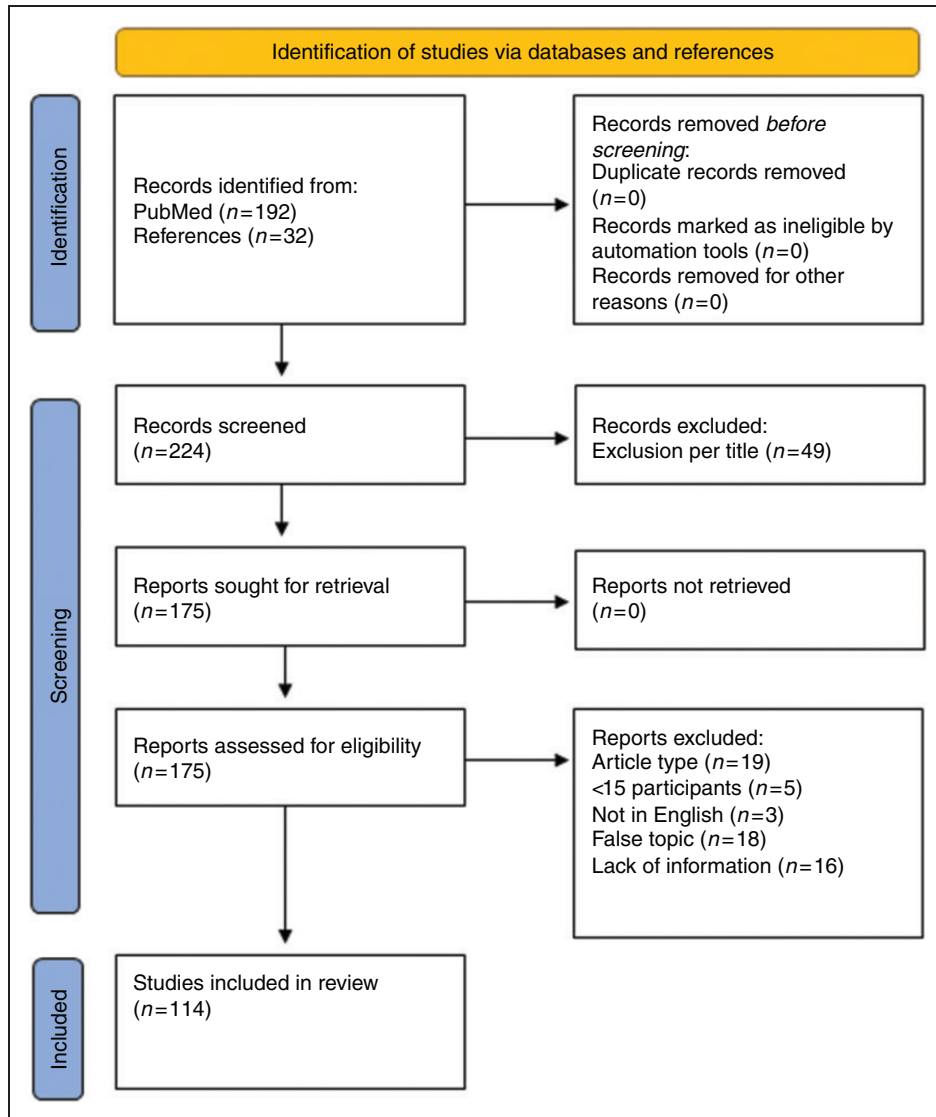 Identification of studies via databases and references
Identification
Records identified from:
PubMed (n=192)
References (n=32)
Records removed before
screening:
Duplicate records removed
(n=0)
Records marked as ineligible by
automation tools (n=0)
Records removed for other
reasons (n=0)
Screening
Records screened
(n=224)
Records excluded:
Exclusion per title (n=49)
Reports sought for retrieval
(n=175)
Reports not retrieved
(n=0)
Reports assessed for eligibility
(n=175)
Reports excluded:
Article type (n=19)
<15 participants (n=5)
Not in English (n=3)
False topic (n=18)
Lack of information (n=16)
Included
Studies included in review
(n=114)